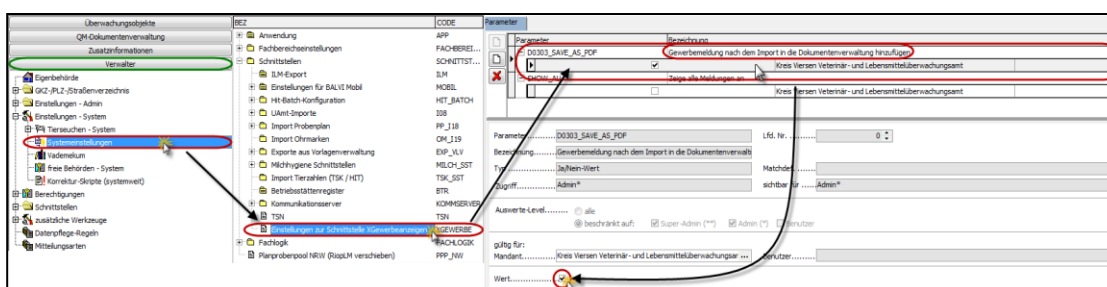 Überwachungsobjekte
QM-Dokumentenverwaltung
Zusatzinformationen
Verwalter
Eigenbehörde
GKZ-/PLZ-/Straßenverzeichnis
Einstellungen - Admin
Einstellungen - System
Tierseuchen - System
Systemeinstellungen
Vademekum
freie Behörden - System
Korrektur-Skripte (systemweit)
Berechtigungen
Schnittstellen
zusätzliche Werkzeuge
Datenpflege-Regeln
Mitteilungsarten
BEZ CODE
Anwendung APP
Fachbereichseinstellungen FACHBEREI...
Schnittstellen SCHNITTST...
ILM-Export ILM
Einstellungen für BALVI Mobil MOBIL
Hit-Batch-Konfiguration HIT_BATCH
UAmt-Importe I08
Import Probenplan PP_J18
Import Ohrmarken OM_I19
Exporte aus Vorlagenverwaltung EXP_VLV
Milchhygiene Schnittstellen MILCH_SST
Import Tierzahlen (TSK / HIT) TSK_SST
Betriebsstättenregister BTR
Kommunikationsserver KOMMSERVER
TSN TSN
Einstellungen zur Schnittstelle XGewerbeanzeigen XGEWERBE
Fachlogik FACHLOGIK
Planprobenpool NRW (RiopLM verschieben) PPP_NW
Parameter
Parameter Bezeichnung
D0303_SAVE_AS_PDF Gewerbemeldung nach dem Import in die Dokumentenverwaltung hinzufügen
Kreis Viersen Veterinär- und Lebensmittelüberwachungsamt
Zeige alle Meldungen an
Kreis Viersen Veterinär- und Lebensmittelüberwachungsamt
Parameter D0303_SAVE_AS_PDF Lfd. Nr. 0
Bezeichnung Gewerbemeldung nach dem Import in die Dokumentenverwalt
Typ Ja/Nein-Wert Matchdet
Zugriff Admin* sichtbar für Admin*
Auswerte-Level alle
beschränkt auf: Super-Admin (**) Admin (*) Benutzer
gültig für:
Mandant Kreis Viersen Veterinär- und Lebensmittelüberwachungsar ... Benutzer
Wert